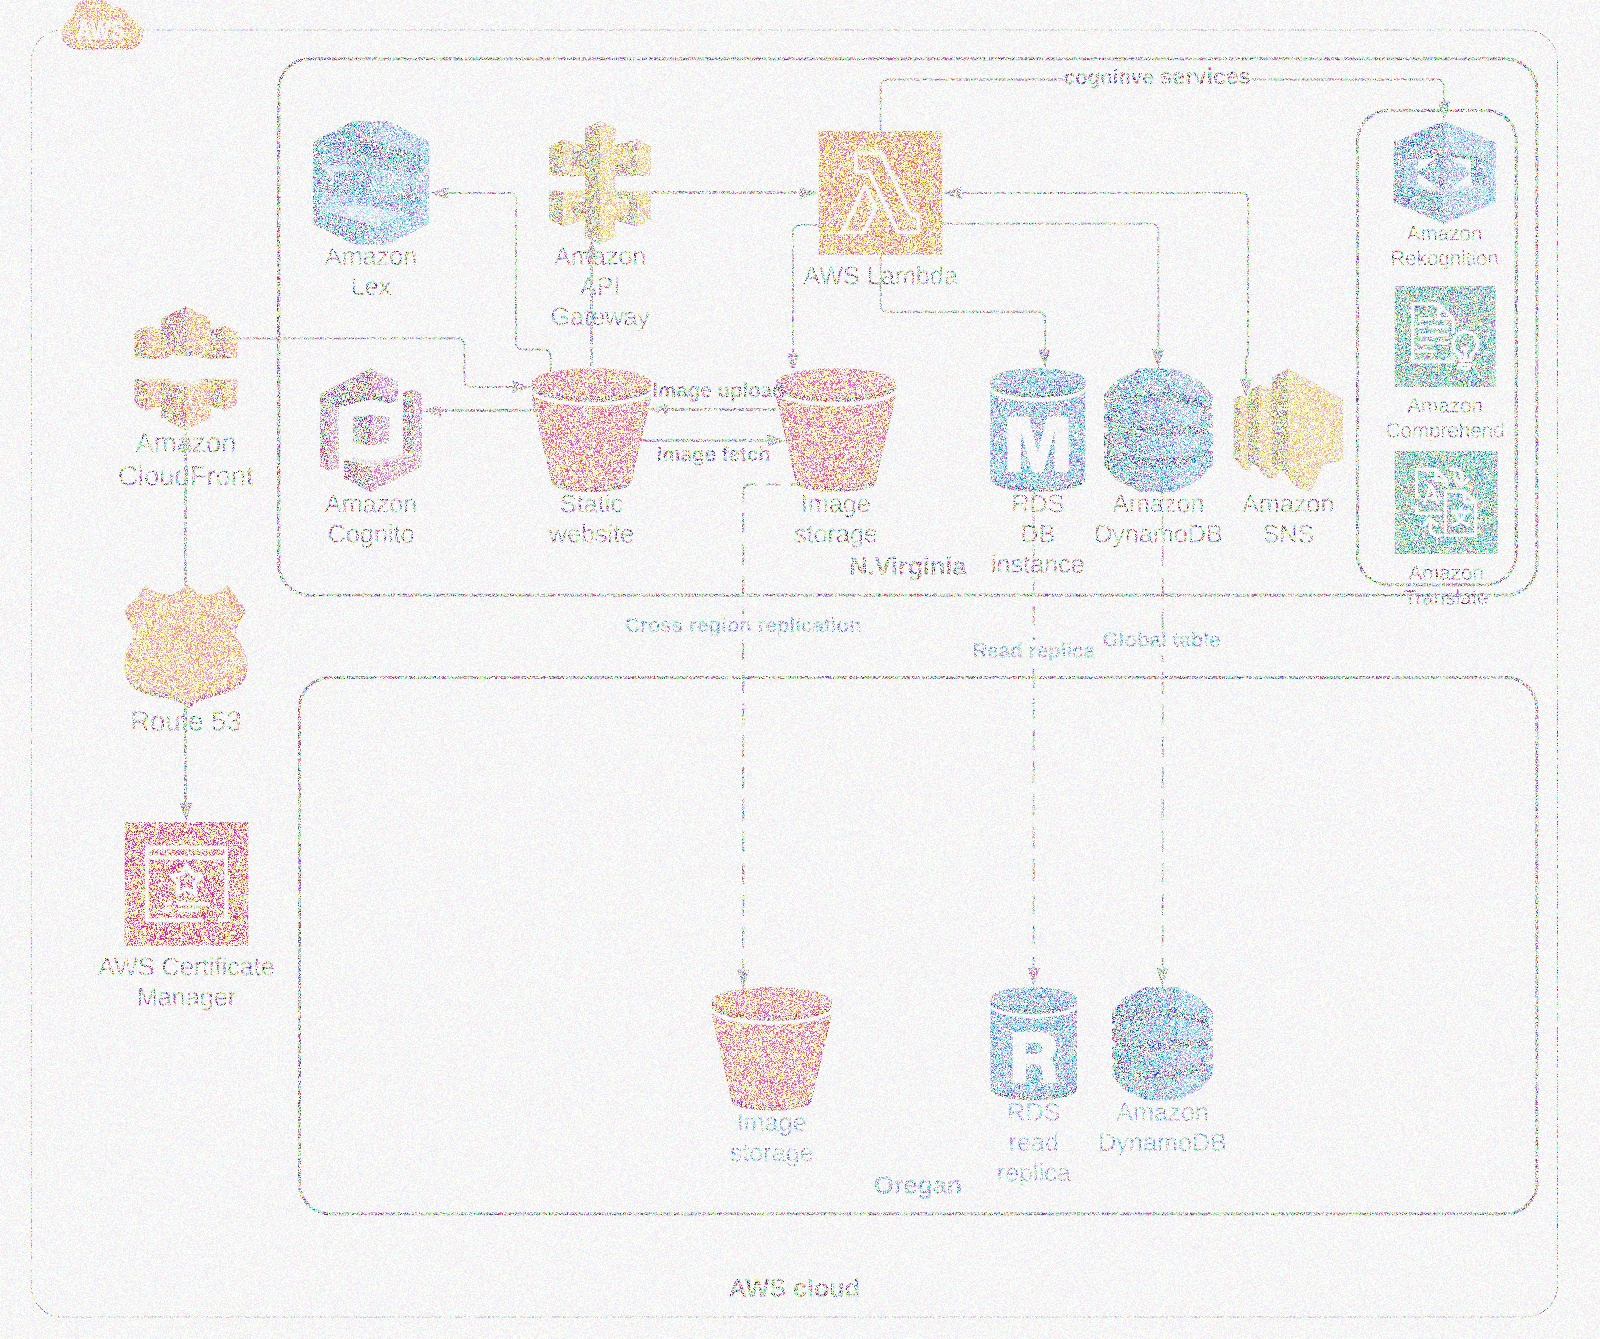 AWS
cognitive services
Amazon
Lex
Amazon
API
Gateway
AWS Lambda
Amazon
Rekognition
Amazon
Comprehend
Amazon
Translate
Amazon
CloudFront
Amazon
Cognito
Image upload
Image fetch
Static
website
Image
storage
RDS
DB
instance
Amazon
DynamoDB
Amazon
SNS
N.Virginia
Cross region replication
Read replica
Global table
Route 53
AWS Certificate
Manager
Image
storage
RDS
read
replica
Amazon
DynamoDB
Oregan
AWS cloud